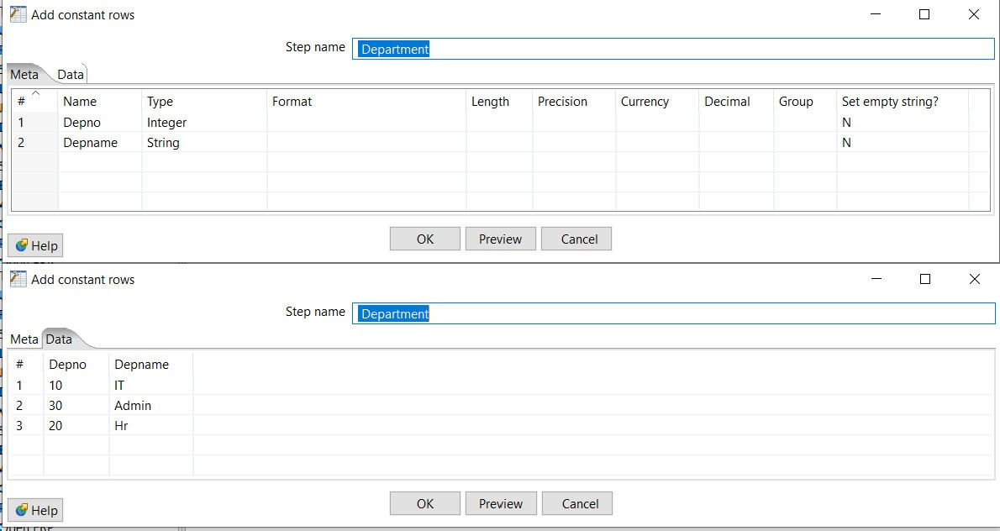 Add constant rows
Step name Department
Meta Data
# Name Type Format Length Precision Currency Decimal Group Set empty string?
1 Depno Integer N
2 Depname String N
OK Preview Cancel
Help
Add constant rows
Step name Department
Meta Data
# Depno Depname
1 10 IT
2 30 Admin
3 20 Hr
OK Preview Cancel
Help